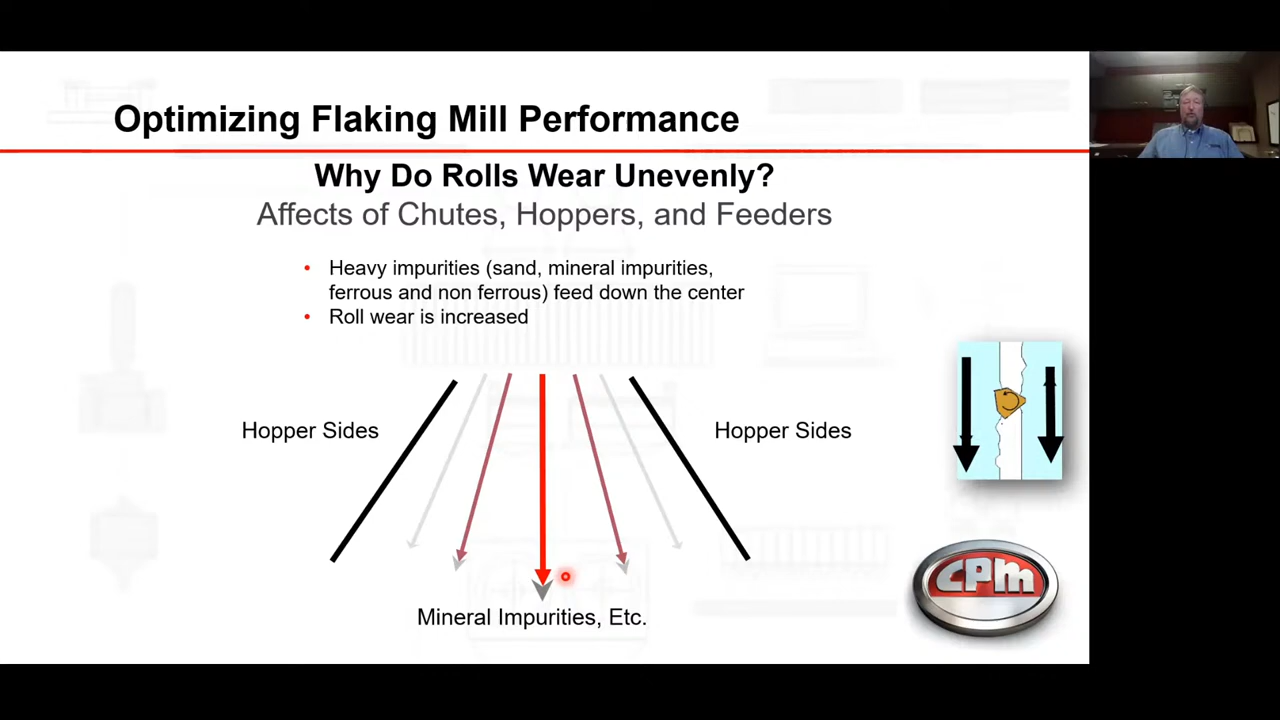 Optimizing Flaking Mill Performance
Why Do Rolls Wear Unevenly?
Affects of Chutes, Hoppers, and Feeders
• Heavy impurities (sand, mineral impurities,
ferrous and non ferrous) feed down the center
• Roll wear is increased
Hopper Sides
Hopper Sides
Mineral Impurities, Etc.
CPM